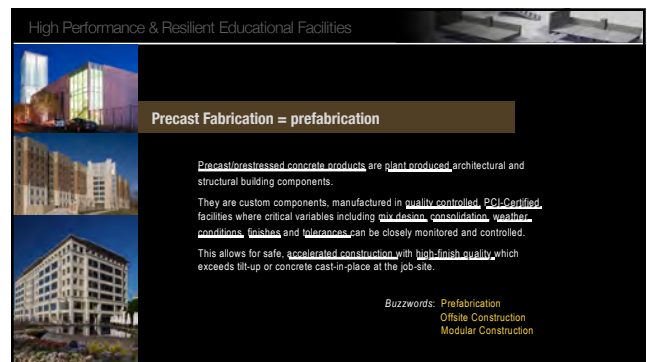 High Performance & Resilient Educational Facilities
Precast Fabrication = prefabrication
Precast/prestressed concrete products are plant produced architectural and
structural building components.
They are custom components, manufactured in quality controlled, PCI-Certified
facilities where critical variables including mix design, consolidation, weather
conditions, finishes and tolerances can be closely monitored and controlled.
This allows for safe, accelerated construction with high-finish quality which
exceeds tilt-up or concrete cast-in-place at the job-site.
Buzzwords: Prefabrication
Offsite Construction
Modular Construction